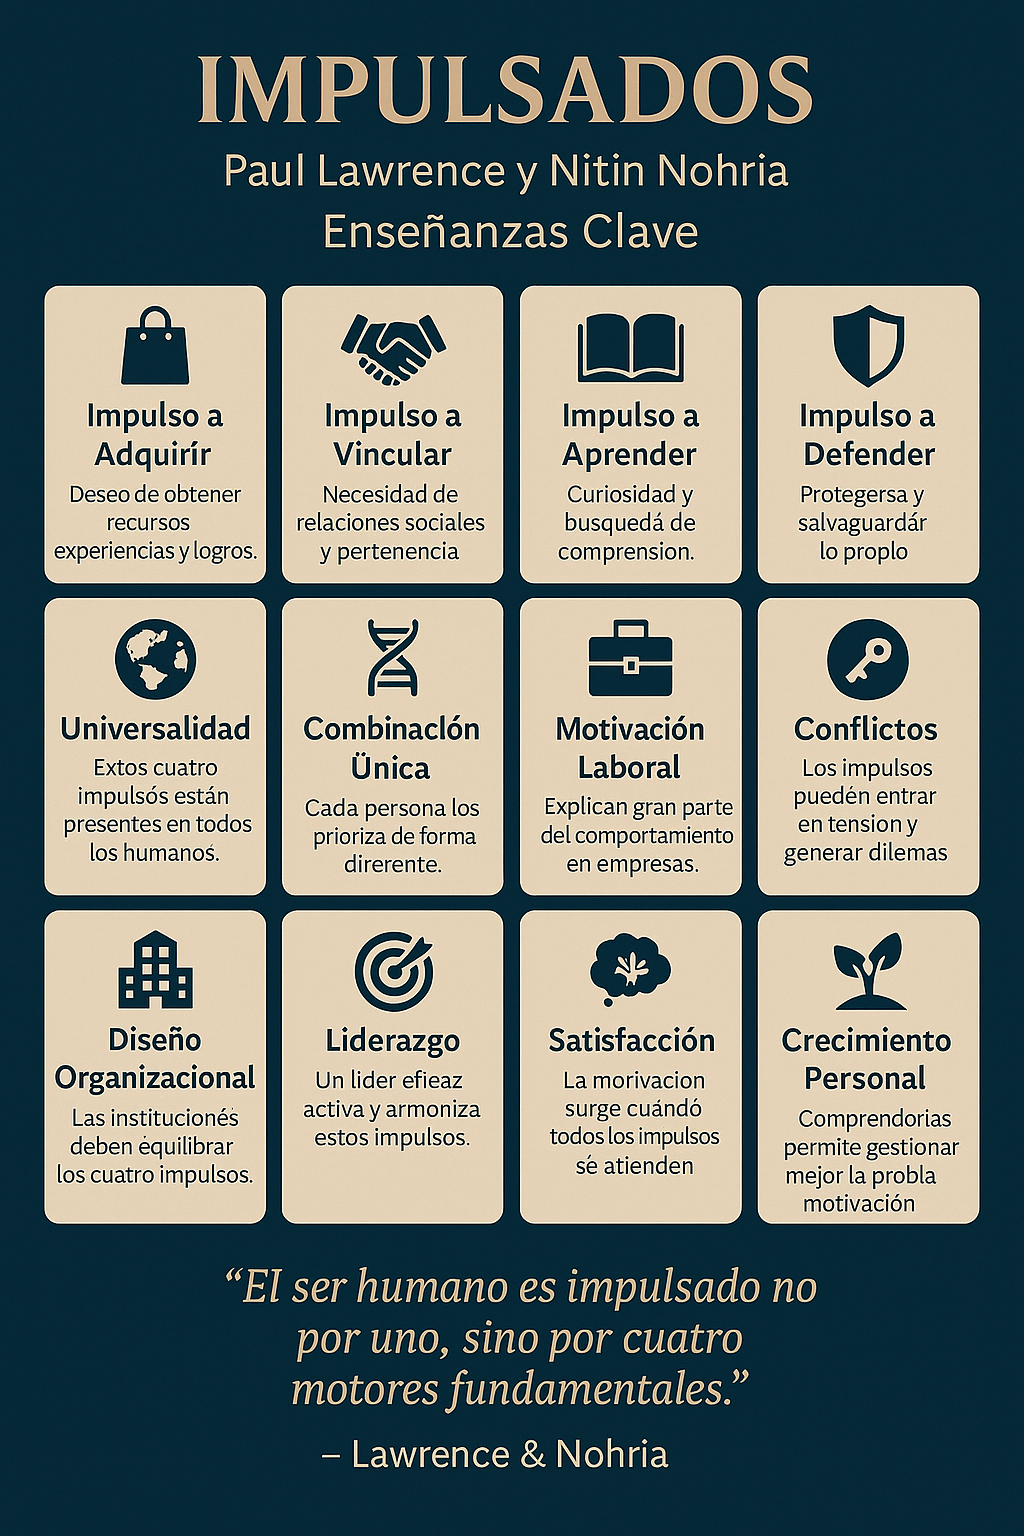 IMPULSADOS
Paul Lawrence y Nitin Nohria
Enseñanzas Clave
Impulso a
Adquirír
Deseo de obtener
recursos
experiencias y logros.
Impulso a
Vincular
Necesidad de
relaciones sociales
y pertenencia
Impulso a
Aprender
Curiosidad y
busquedá de
comprension.
Impulso a
Defender
Protegersa y
salvaguardár
lo proplo
Universalidad
Extos cuatro
impulsós están
presentes en todos
los humanos.
Combinaclón
Ünica
Cada persona los
prioriza de forma
direrente.
Motivación
Laboral
Explican gran parte
del comportamiento
en empresas.
Conflictos
Los impulsos
puedén entrar
en tension y
generar dilemas
Diseño
Organizacional
Las institucionés
deben équilibrar
los cuatro impulsos.
Liderazgo
Un lider efieaz
activa y armoniza
estos impulsos.
Satisfacción
La morivacion
surge cuándó
todos los impulsos
sé atienden
Crecimiento
Personal
Comprendorias
permite gestionar
mejor la probla
motivación
“El ser humano es impulsado no
por uno, sino por cuatro
motores fundamentales.”
– Lawrence & Nohria